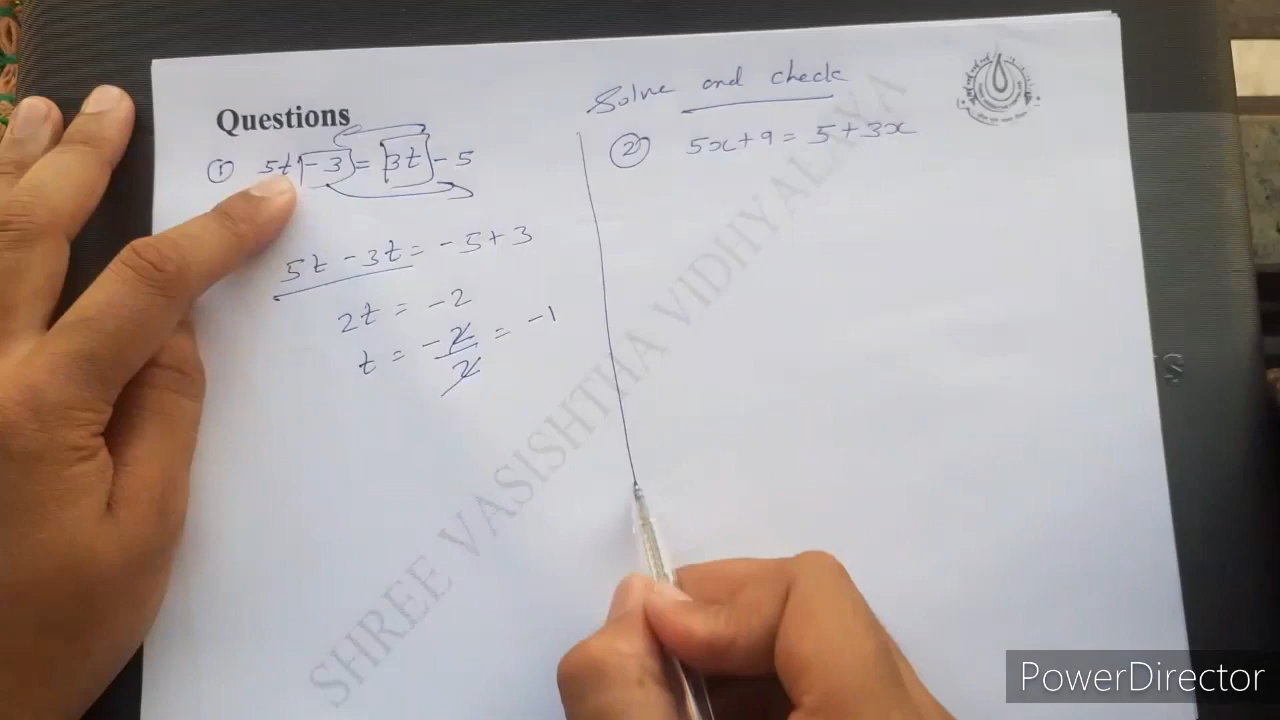 Questions
① 5t - 3 = 3t - 5
5t - 3t = -5 + 3
2t = -2
t = -2/2 = -1
Solve and check
② 5x + 9 = 5 + 3x
SHREE VASISHTHA VIDHYALAYA
S
PowerDirector